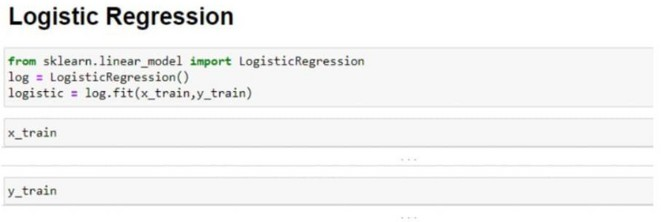 Logistic Regression
from sklearn.linear_model import LogisticRegression
log = LogisticRegression()
logistic = log.fit(x_train,y_train)
x_train
...
y_train
...